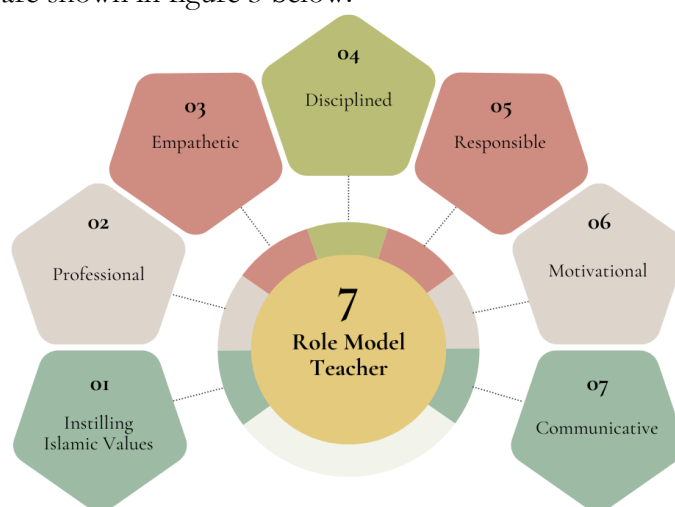 are shown in figure 3 below.
04
Disciplined
03
Empathetic
05
Responsible
02
Professional
06
Motivational
7
Role Model
Teacher
01
Instilling
Islamic Values
07
Communicative